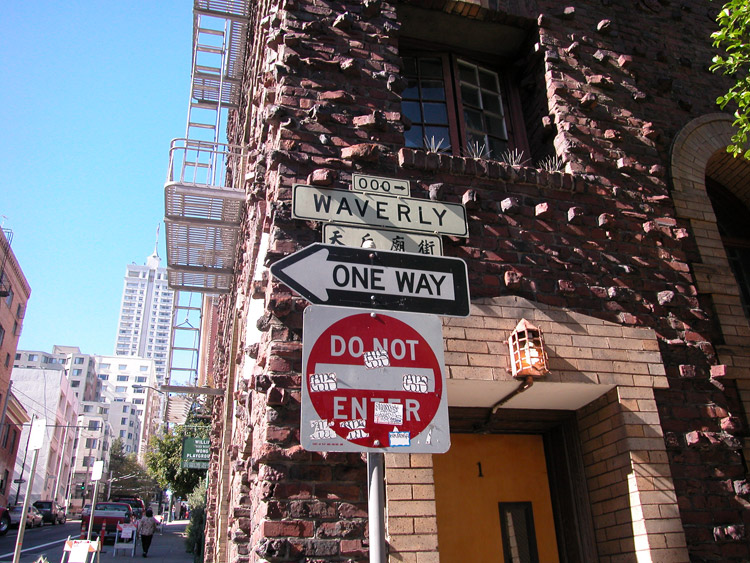 000 →
WAVERLY
天后廟街
ONE WAY
DO NOT
ENTER
1
WILLIE
WONG
PLAYGROUND